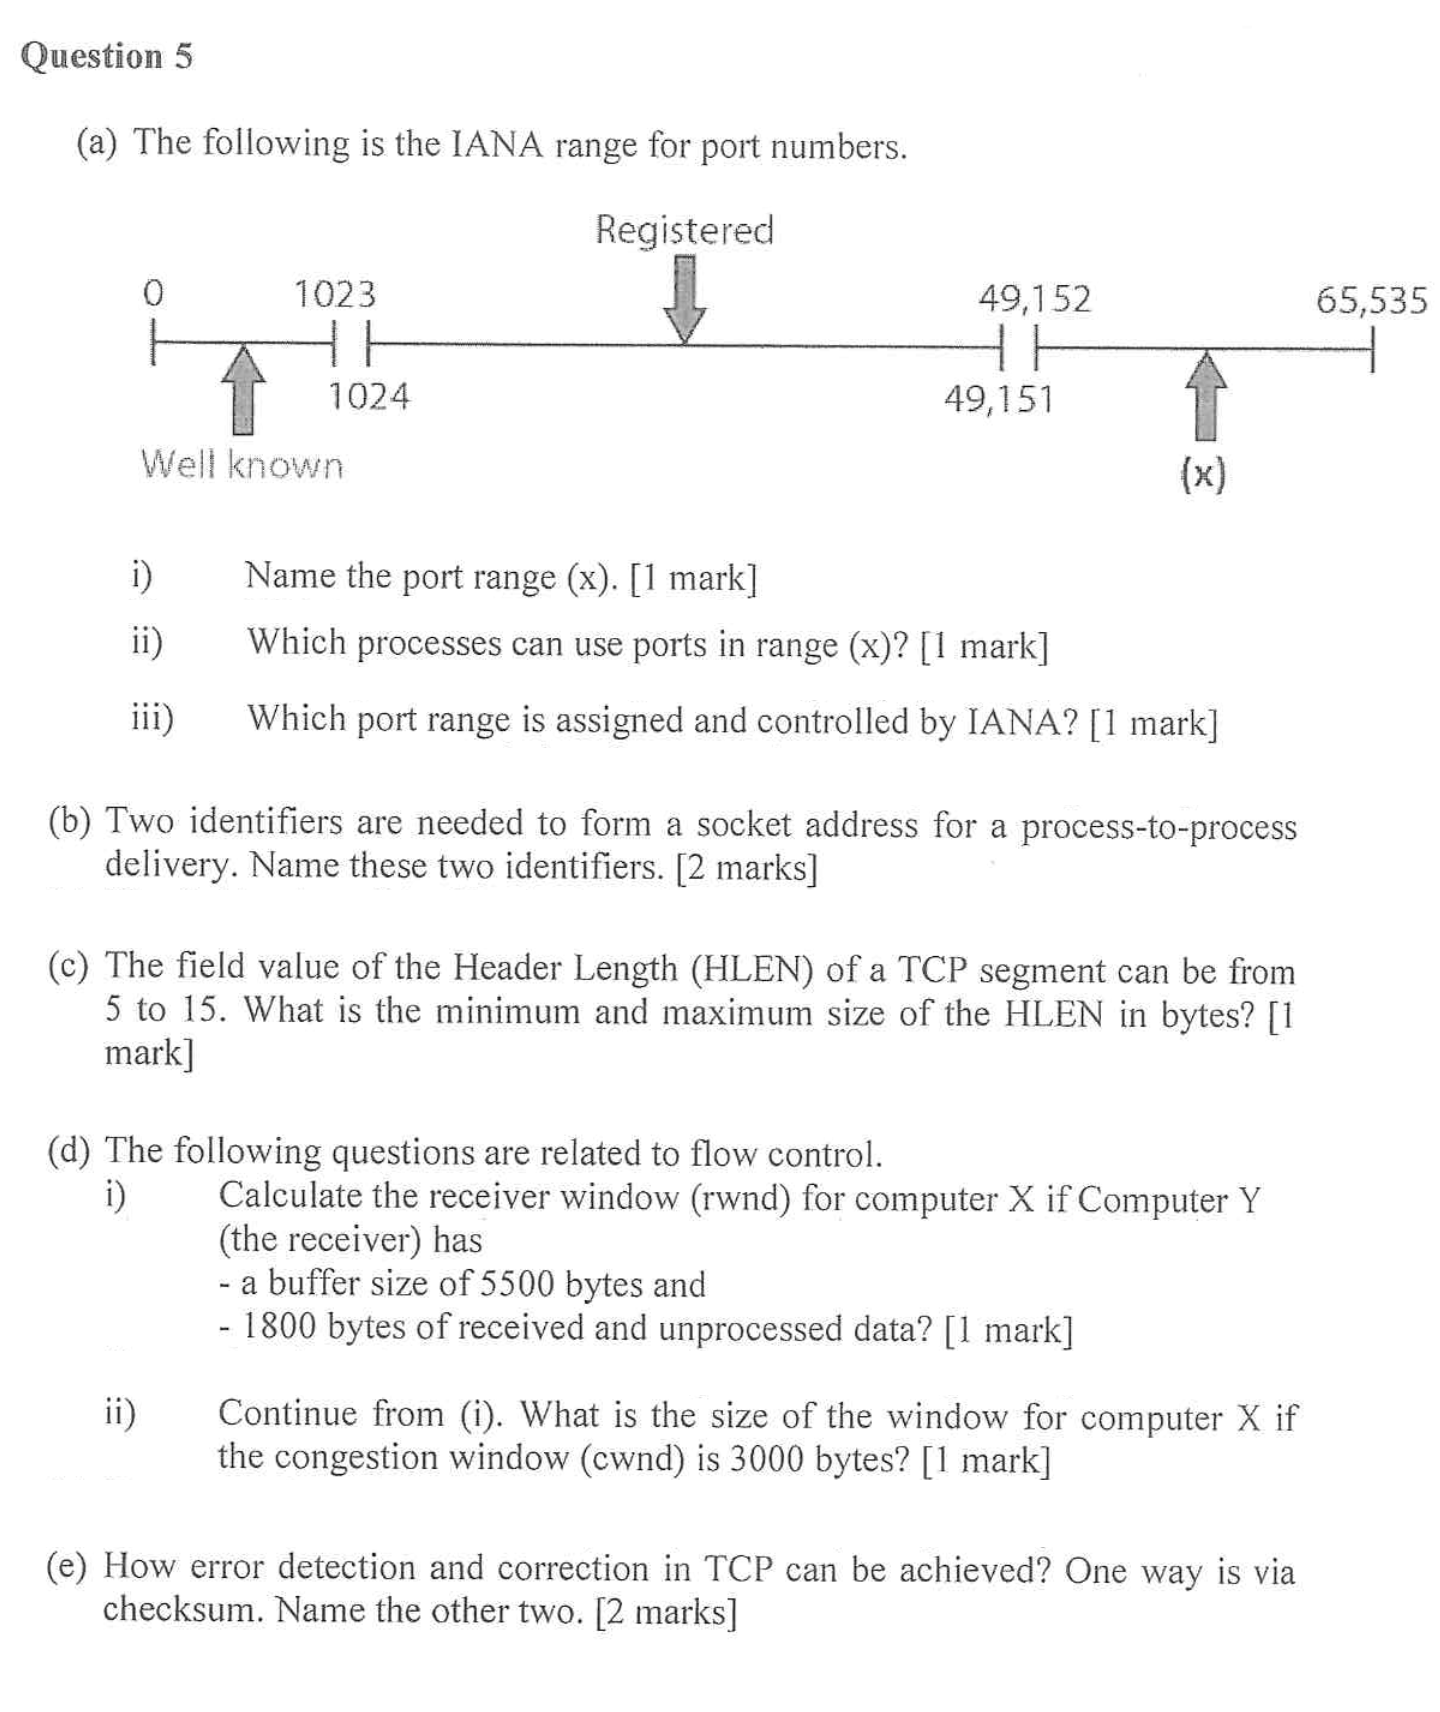 Question 5
(a) The following is the IANA range for port numbers.
Registered
0 1023 49,152 65,535
1024 49,151
Well known (x)
i) Name the port range (x). [1 mark]
ii) Which processes can use ports in range (x)? [1 mark]
iii) Which port range is assigned and controlled by IANA? [1 mark]
(b) Two identifiers are needed to form a socket address for a process-to-process
delivery. Name these two identifiers. [2 marks]
(c) The field value of the Header Length (HLEN) of a TCP segment can be from
5 to 15. What is the minimum and maximum size of the HLEN in bytes? [1
mark]
(d) The following questions are related to flow control.
i) Calculate the receiver window (rwnd) for computer X if Computer Y
(the receiver) has
- a buffer size of 5500 bytes and
- 1800 bytes of received and unprocessed data? [1 mark]
ii) Continue from (i). What is the size of the window for computer X if
the congestion window (cwnd) is 3000 bytes? [1 mark]
(e) How error detection and correction in TCP can be achieved? One way is via
checksum. Name the other two. [2 marks]